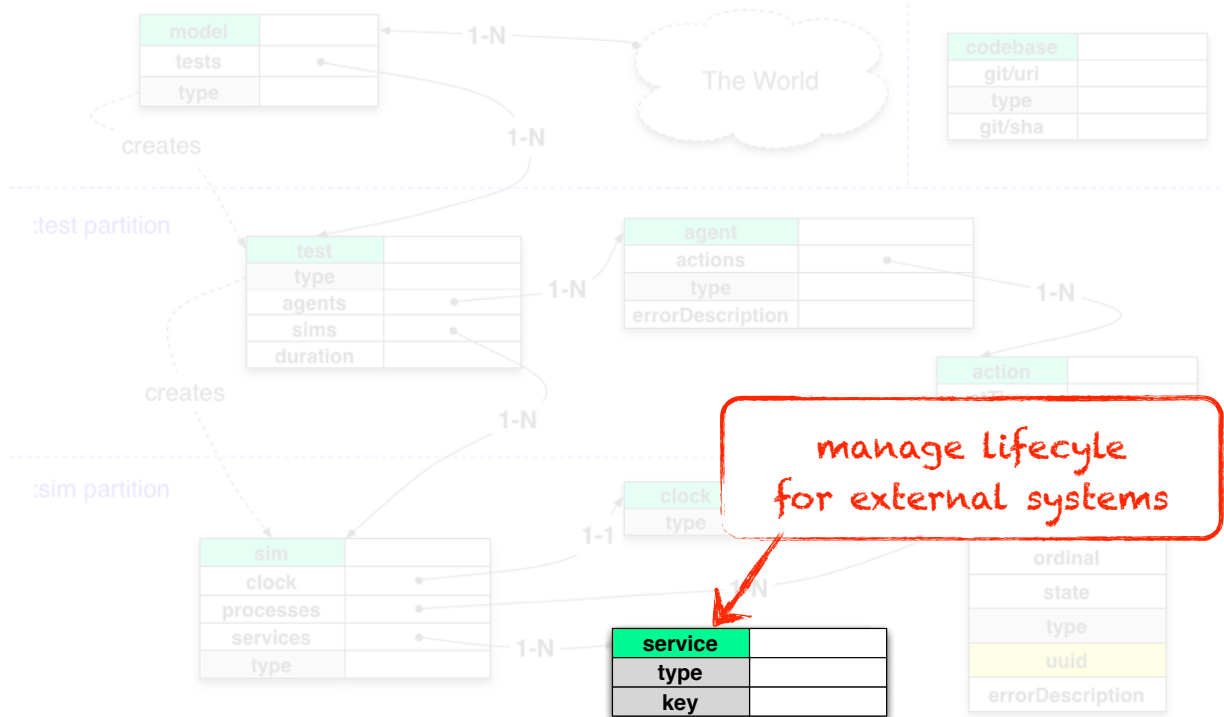 model
tests
type
1-N
The World
codebase
git/uri
type
git/sha
creates
1-N
:test partition
test
type
agents
sims
duration
1-N
agent
actions
type
errorDescription
1-N
action
creates
1-N
manage lifecyle
for external systems
:sim partition
clock
type
1-1
sim
clock
processes
services
type
1-N
1-N
service
type
key
ordinal
state
type
uuid
errorDescription